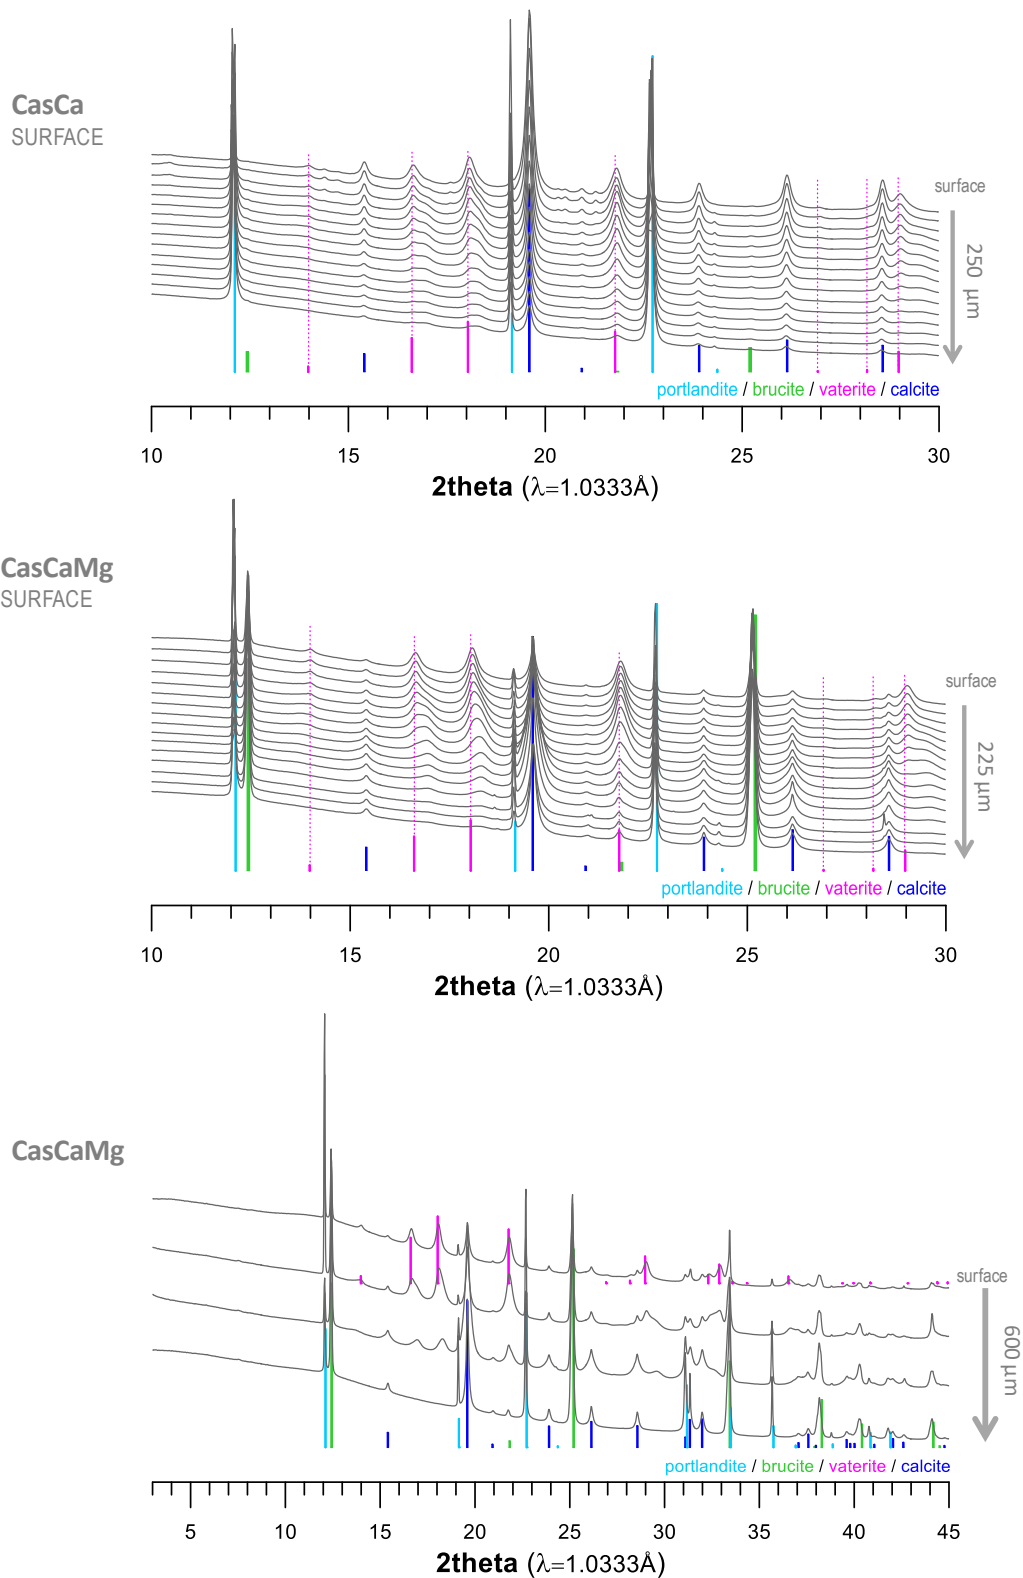 CasCa
SURFACE
surface
250 µm
portlandite / brucite / vaterite / calcite
10 15 20 25 30
2theta (λ=1.0333Å)
CasCaMg
SURFACE
surface
225 µm
portlandite / brucite / vaterite / calcite
10 15 20 25 30
2theta (λ=1.0333Å)
CasCaMg
surface
600 µm
portlandite / brucite / vaterite / calcite
5 10 15 20 25 30 35 40 45
2theta (λ=1.0333Å)